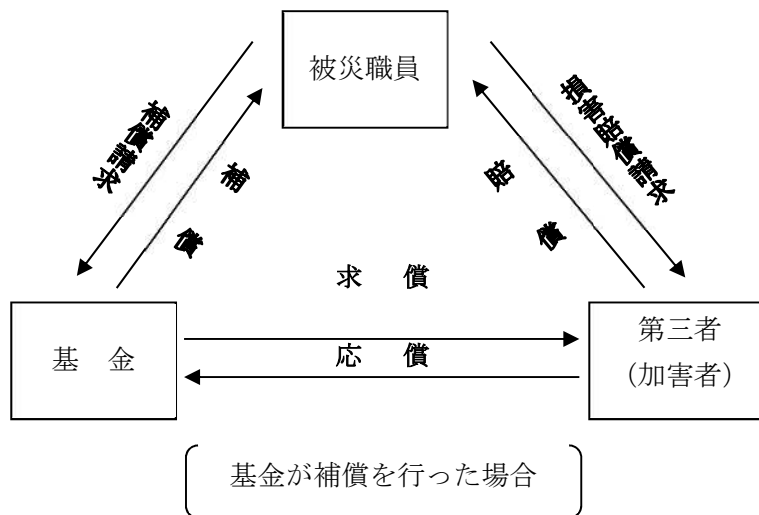 被災職員
補償請求
補償
損害賠償請求
賠償
求　償
基　金
応　償
第三者
（加害者）
基金が補償を行った場合